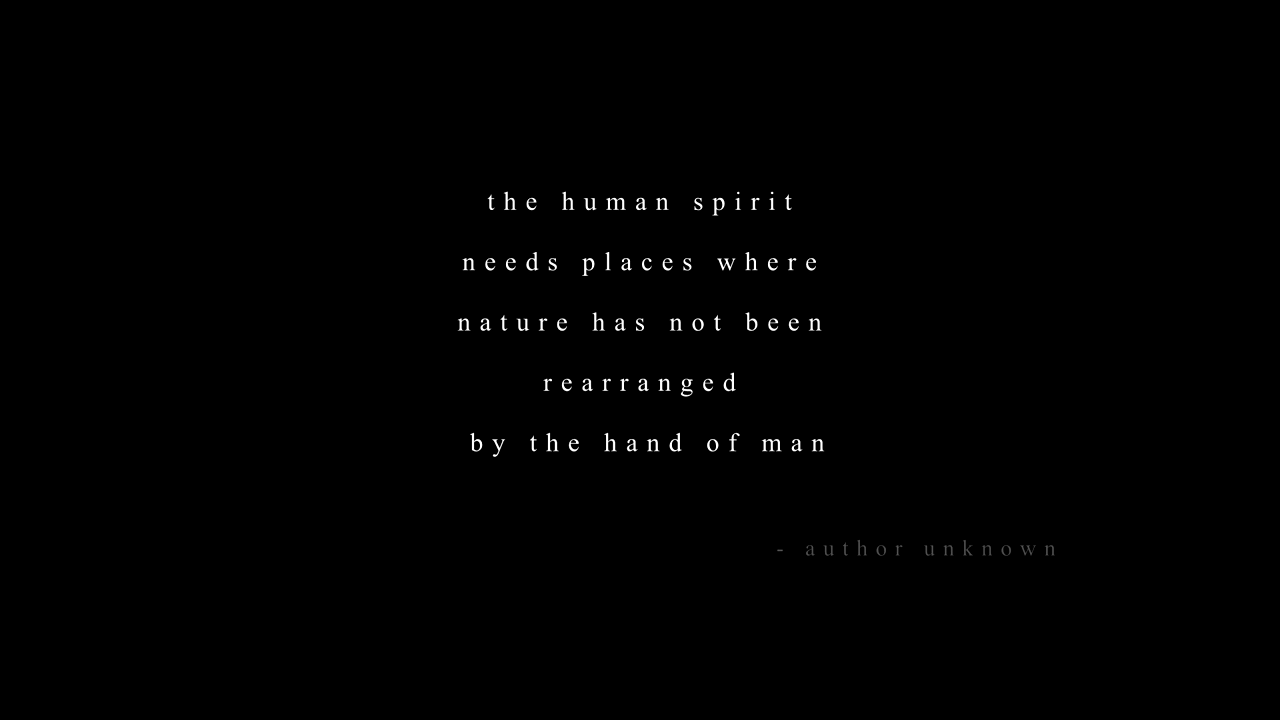 the human spirit
needs places where
nature has not been
rearranged
by the hand of man
- author unknown